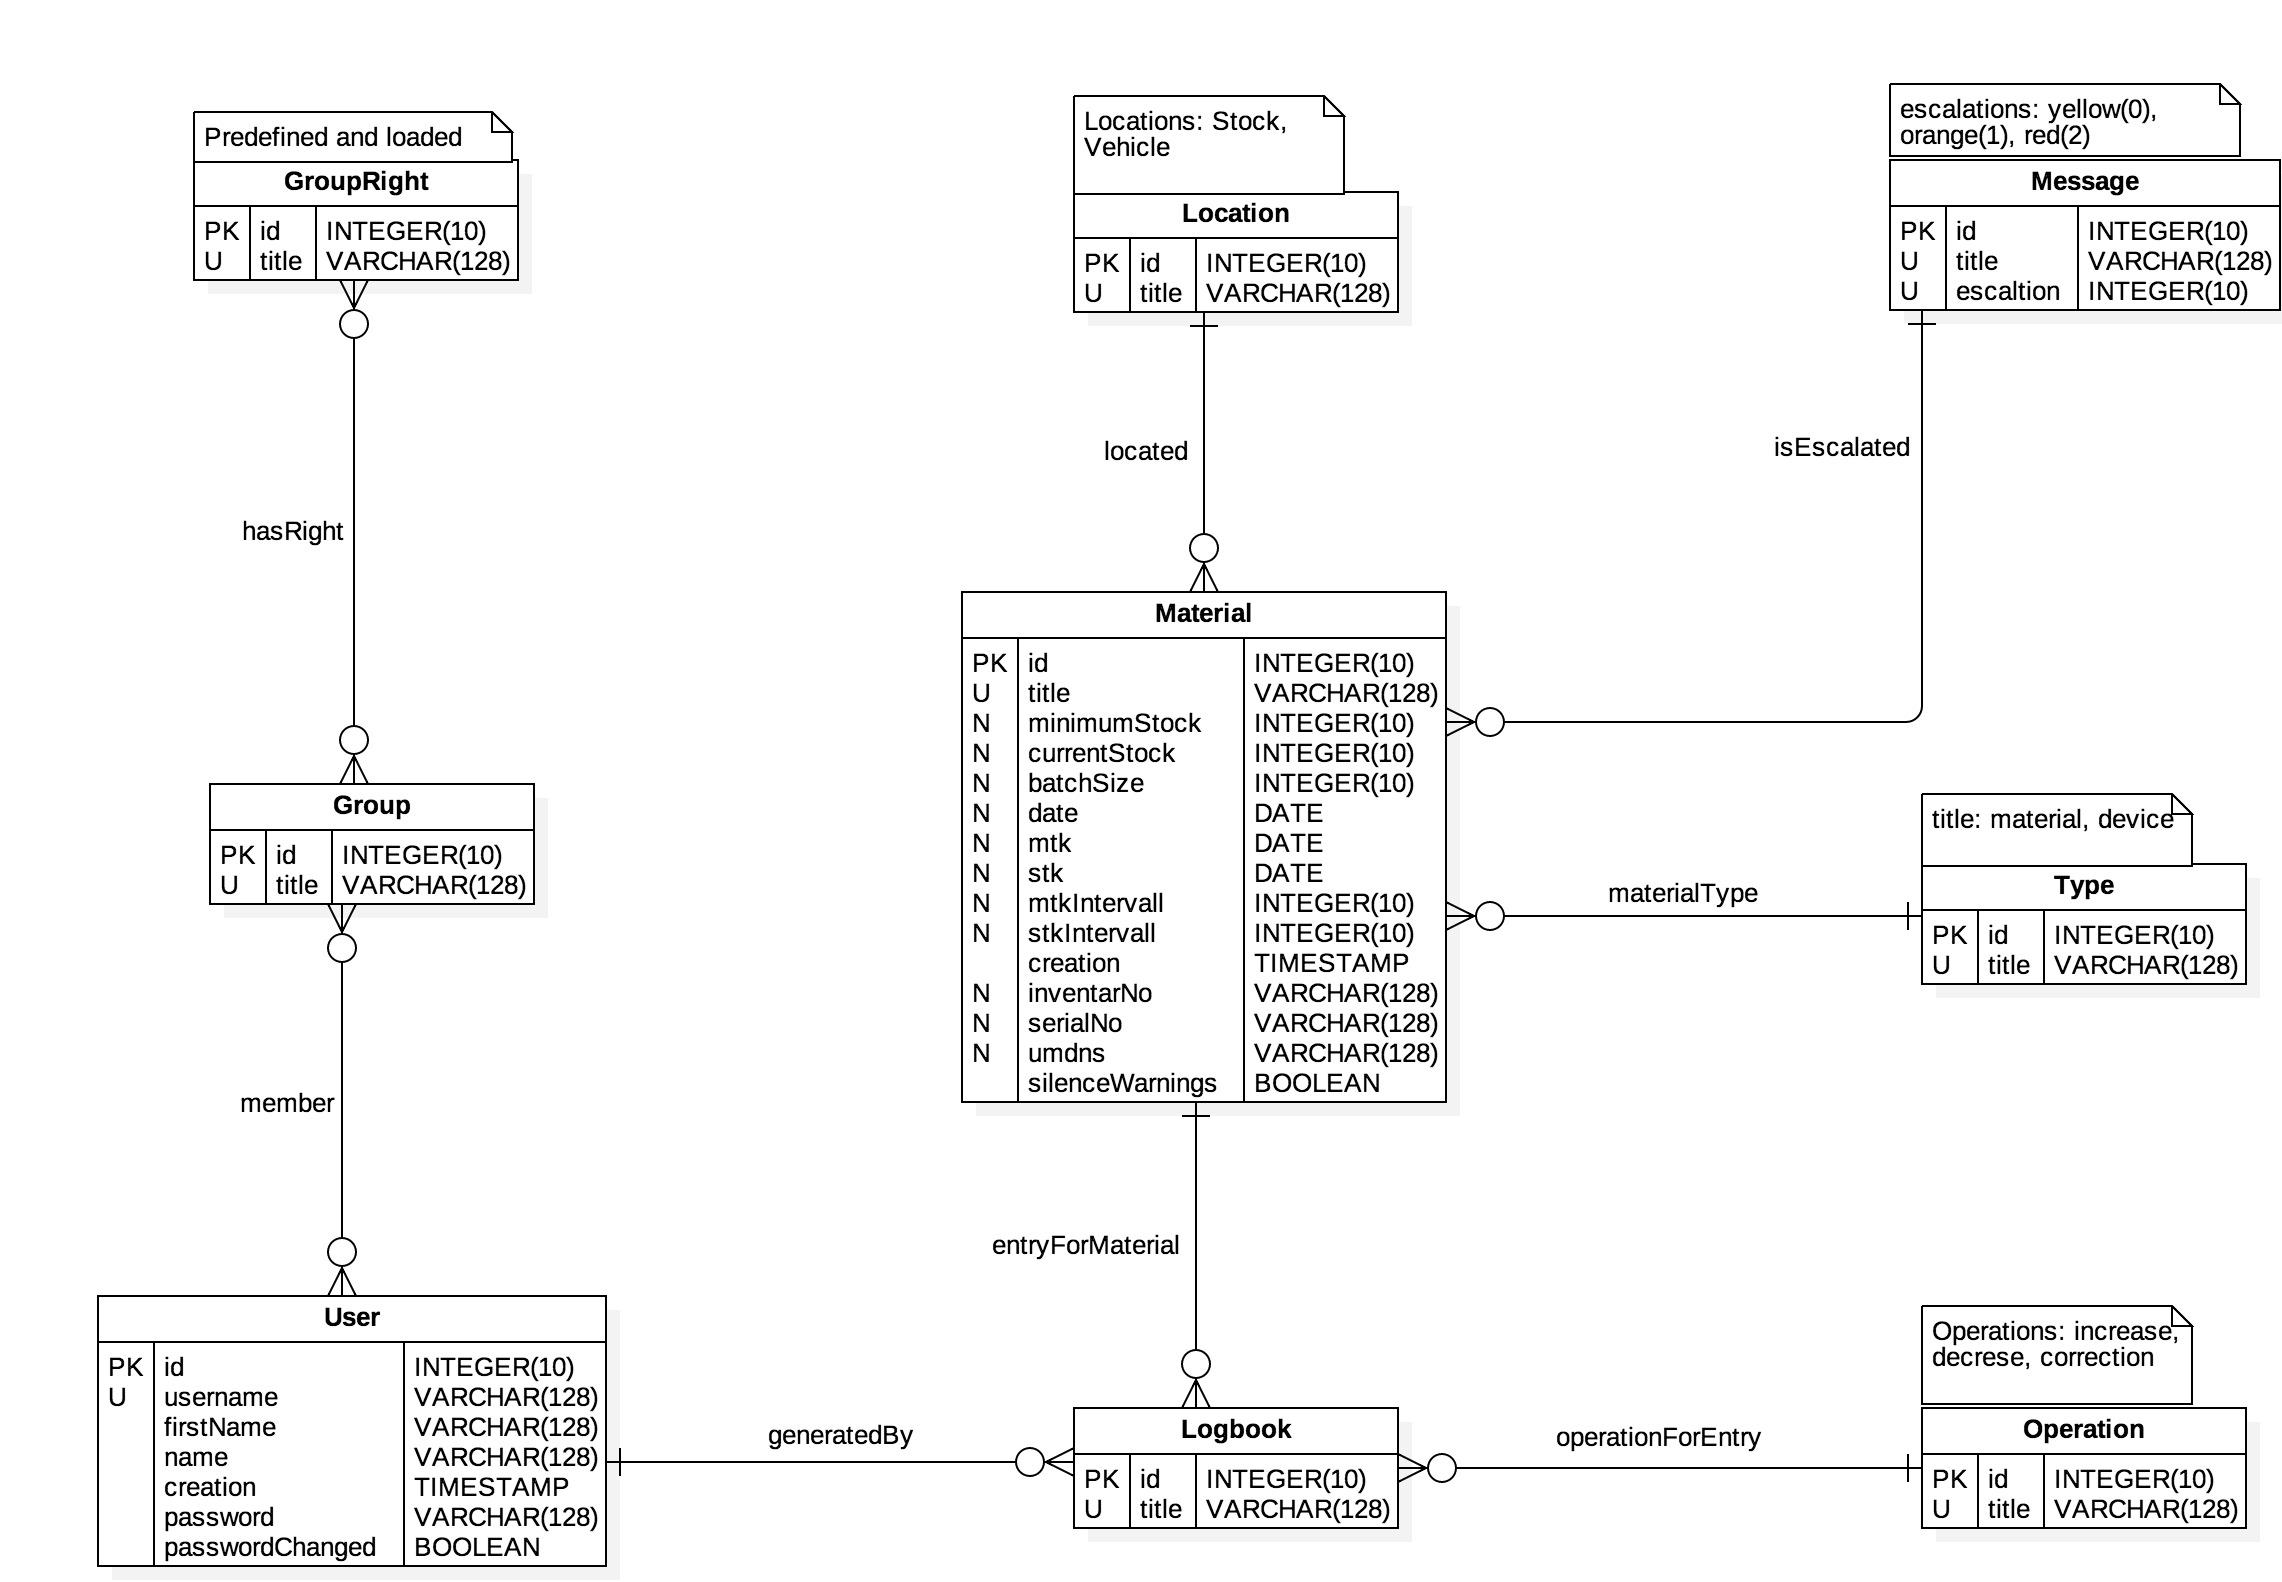 Predefined and loaded
GroupRight
PK id INTEGER(10)
U title VARCHAR(128)
hasRight
Group
PK id INTEGER(10)
U title VARCHAR(128)
member
User
PK id INTEGER(10)
U username VARCHAR(128)
firstName VARCHAR(128)
name VARCHAR(128)
creation TIMESTAMP
password VARCHAR(128)
passwordChanged BOOLEAN
generatedBy
Locations: Stock,
Vehicle
Location
PK id INTEGER(10)
U title VARCHAR(128)
located
Material
PK id INTEGER(10)
U title VARCHAR(128)
N minimumStock INTEGER(10)
N currentStock INTEGER(10)
N batchSize INTEGER(10)
N date DATE
N mtk DATE
N stk DATE
N mtkIntervall INTEGER(10)
N stkIntervall INTEGER(10)
creation TIMESTAMP
N inventarNo VARCHAR(128)
N serialNo VARCHAR(128)
N umdns VARCHAR(128)
silenceWarnings BOOLEAN
entryForMaterial
Logbook
PK id INTEGER(10)
U title VARCHAR(128)
escalations: yellow(0),
orange(1), red(2)
Message
PK id INTEGER(10)
U title VARCHAR(128)
U escaltion INTEGER(10)
isEscalated
materialType
title: material, device
Type
PK id INTEGER(10)
U title VARCHAR(128)
operationForEntry
Operations: increase,
decrese, correction
Operation
PK id INTEGER(10)
U title VARCHAR(128)